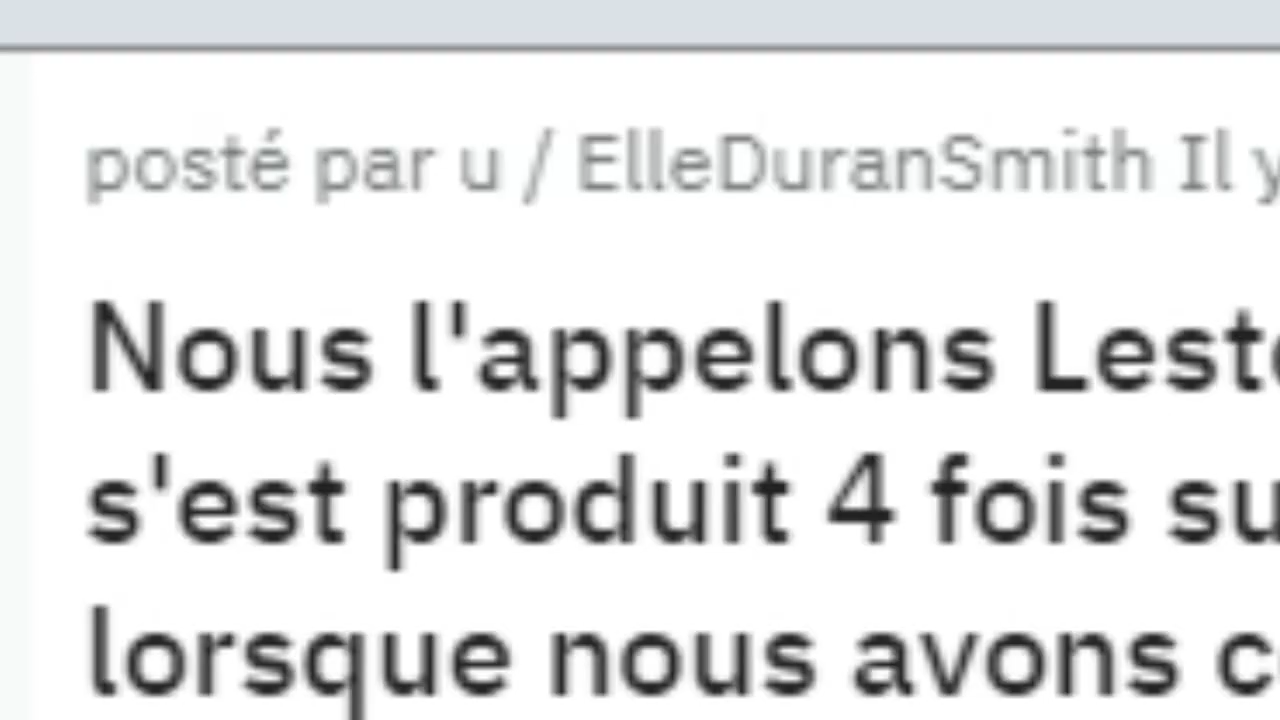 posté par u / ElleDuranSmith Il y
Nous l'appelons
s'est produit 4 fois
lorsque nous avons